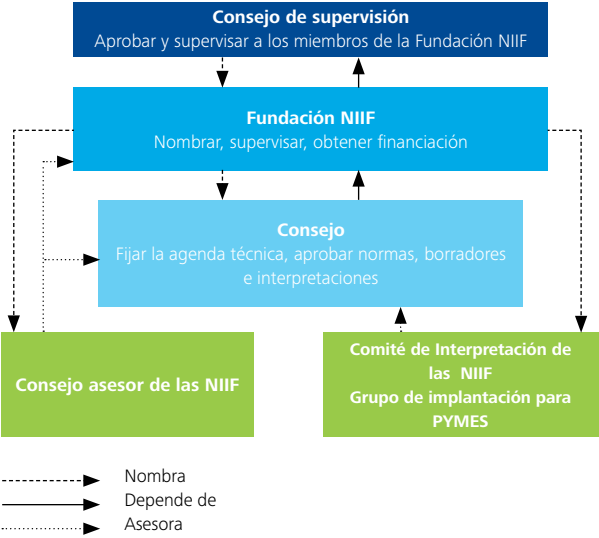 Consejo de supervisión
Aprobar y supervisar a los miembros de la Fundación NIIF
Fundación NIIF
Nombrar, supervisar, obtener financiación
Consejo
Fijar la agenda técnica, aprobar normas, borradores
e interpretaciones
Consejo asesor de las NIIF
Comité de Interpretación de
las NIIF
Grupo de implantación para
PYMES
Nombra
Depende de
Asesora